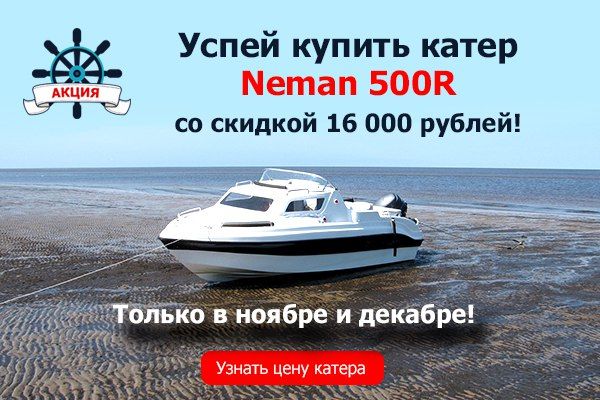 Успей купить катер
Neman 500R
АКЦИЯ
со скидкой 16 000 рублей!
Только в ноябре и декабре!
Узнать цену катера